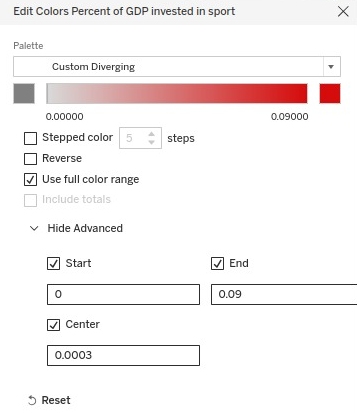 Edit Colors Percent of GDP invested in sport
Palette
Custom Diverging
0.00000 0.09000
Stepped color 5 steps
Reverse
Use full color range
Include totals
Hide Advanced
Start End
0 0.09
Center
0.0003
Reset